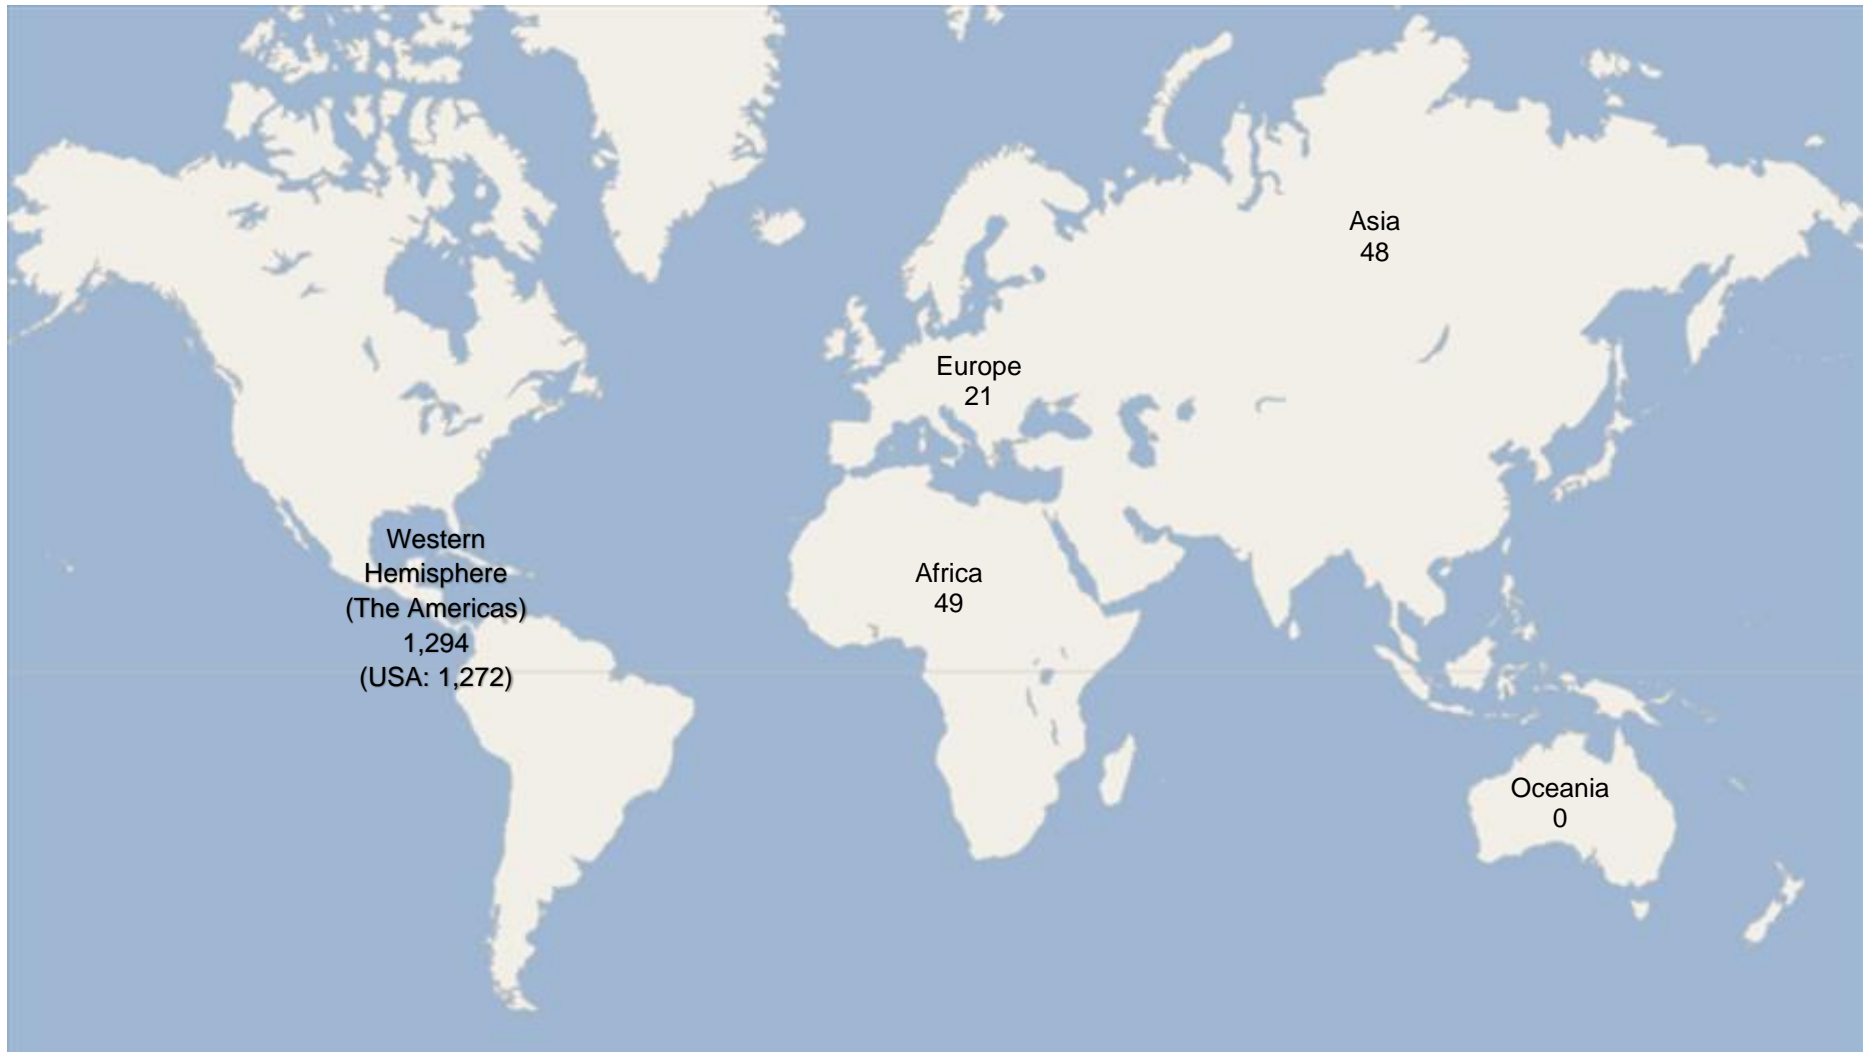 Asia
48
Europe
21
Western
Hemisphere
(The Americas)
1,294
(USA: 1,272)
Africa
49
Oceania
0